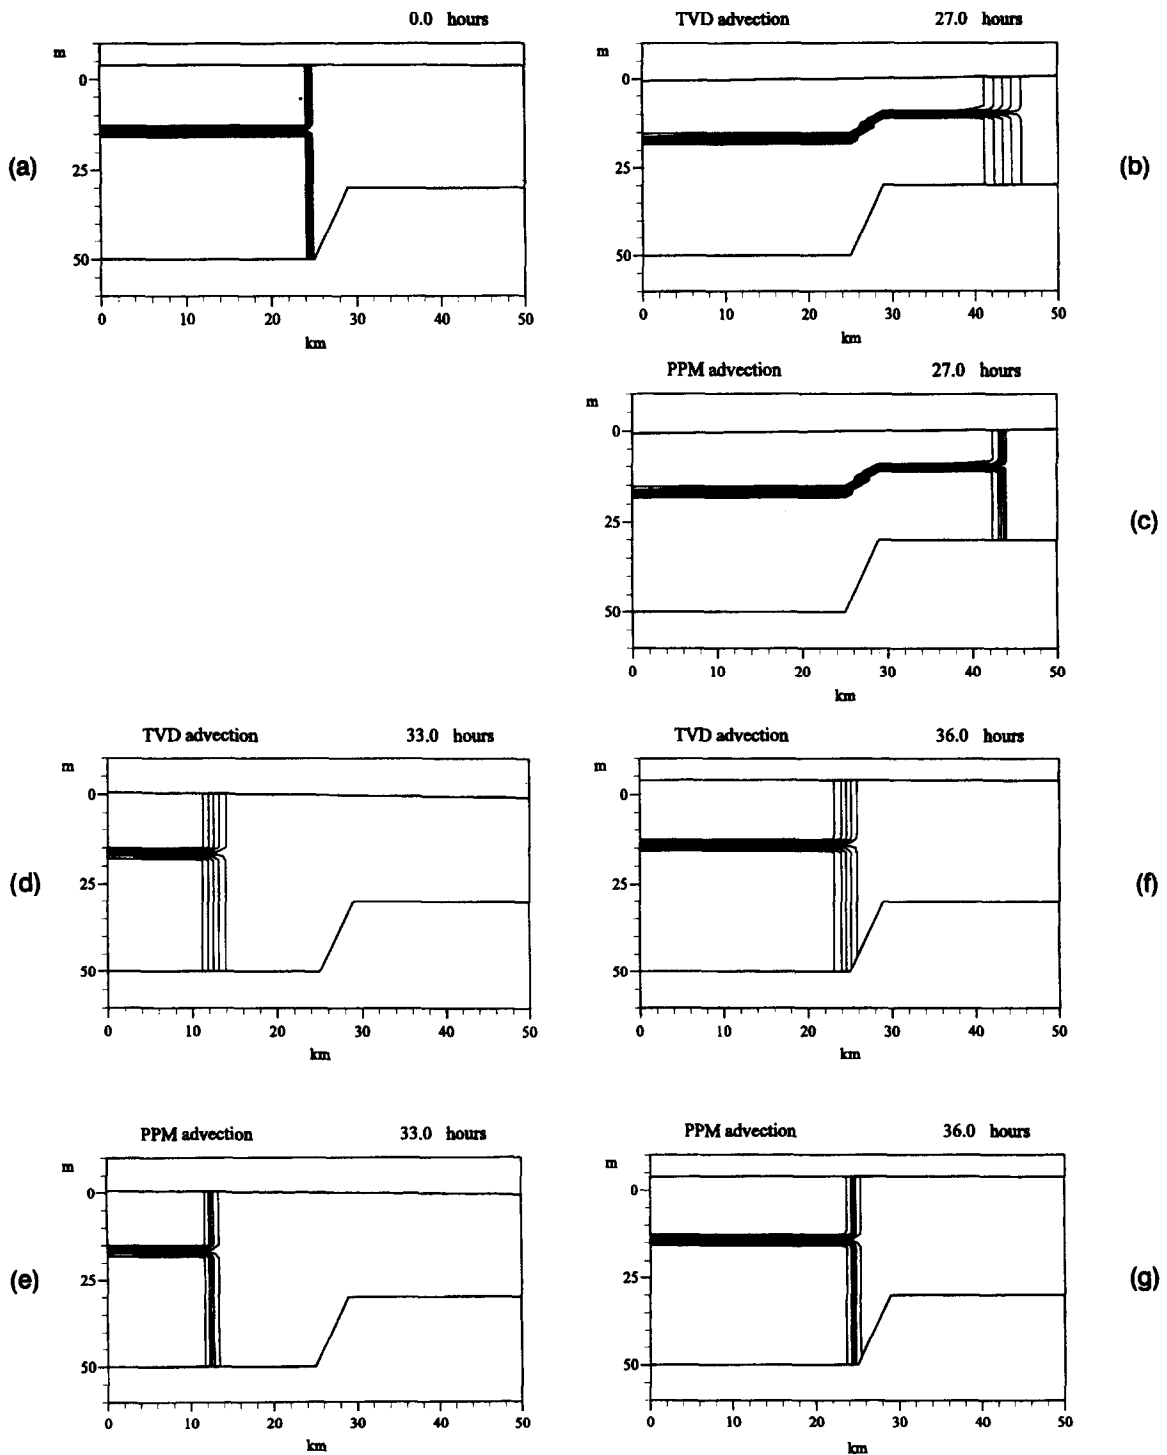 0.0 hours
m
0
25
50
0 10 20 30 40 50
km
(a)
TVD advection 27.0 hours
m
0
25
50
0 10 20 30 40 50
km
(b)
PPM advection 27.0 hours
m
0
25
50
0 10 20 30 40 50
km
(c)
TVD advection 33.0 hours
m
0
25
50
0 10 20 30 40 50
km
(d)
TVD advection 36.0 hours
m
0
25
50
0 10 20 30 40 50
km
(f)
PPM advection 33.0 hours
m
0
25
50
0 10 20 30 40 50
km
(e)
PPM advection 36.0 hours
m
0
25
50
0 10 20 30 40 50
km
(g)